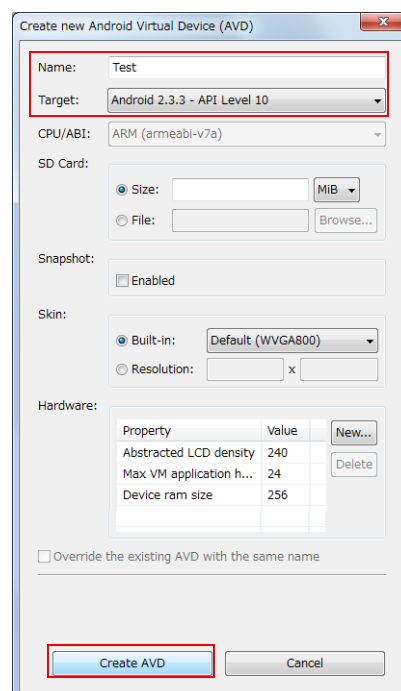 Create new Android Virtual Device (AVD)
Name: Test
Target: Android 2.3.3 - API Level 10
CPU/ABI: ARM (armeabi-v7a)
SD Card:
Size: MiB
File: Browse...
Snapshot:
Enabled
Skin:
Built-in: Default (WVGA800)
Resolution: x
Hardware:
Property Value New...
Abstracted LCD density 240
Delete
Max VM application h... 24
Device ram size 256
Override the existing AVD with the same name
Create AVD Cancel